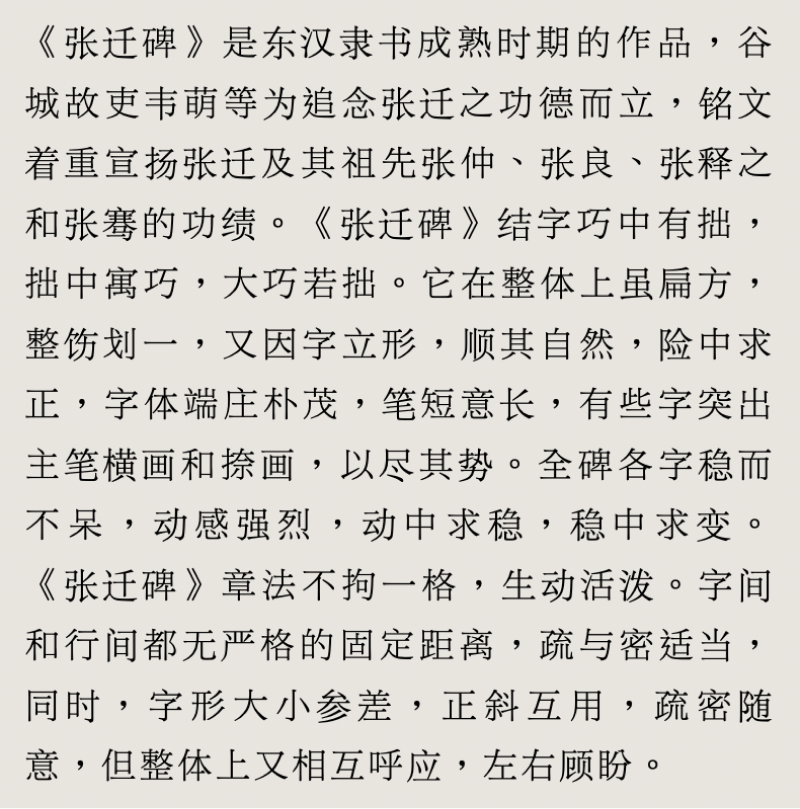 《张迁碑》是东汉隶书成熟时期的作品，谷
城故吏韦萌等为追念张迁之功德而立，铭文
着重宣扬张迁及其祖先张仲、张良、张释之
和张骞的功绩。《张迁碑》结字巧中有拙，
拙中寓巧，大巧若拙。它在整体上虽扁方，
整饬划一，又因字立形，顺其自然，险中求
正，字体端庄朴茂，笔短意长，有些字突出
主笔横画和捺画，以尽其势。全碑各字稳而
不呆，动感强烈，动中求稳，稳中求变。
《张迁碑》章法不拘一格，生动活泼。字间
和行间都无严格的固定距离，疏与密适当，
同时，字形大小参差，正斜互用，疏密随
意，但整体上又相互呼应，左右顾盼。